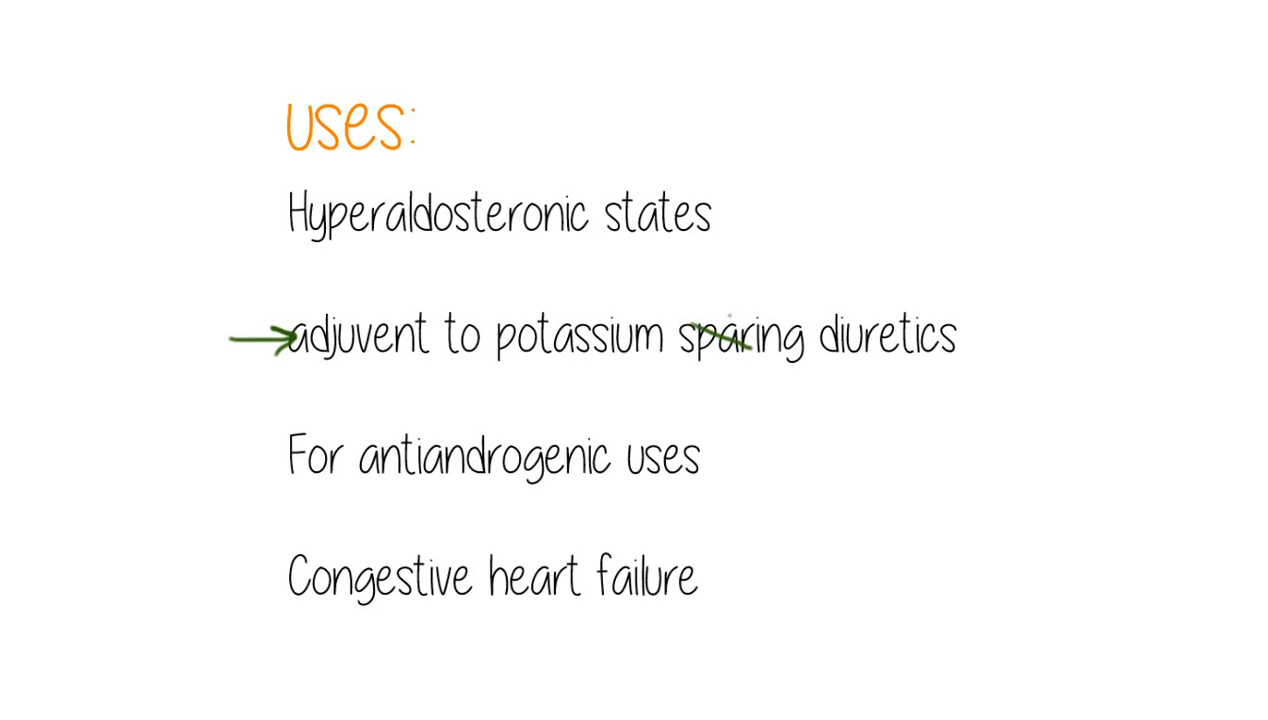 uses:
Hyperaldosteronic states
adjuvent to potassium sparing diuretics
For antiandrogenic uses
Congestive heart failure